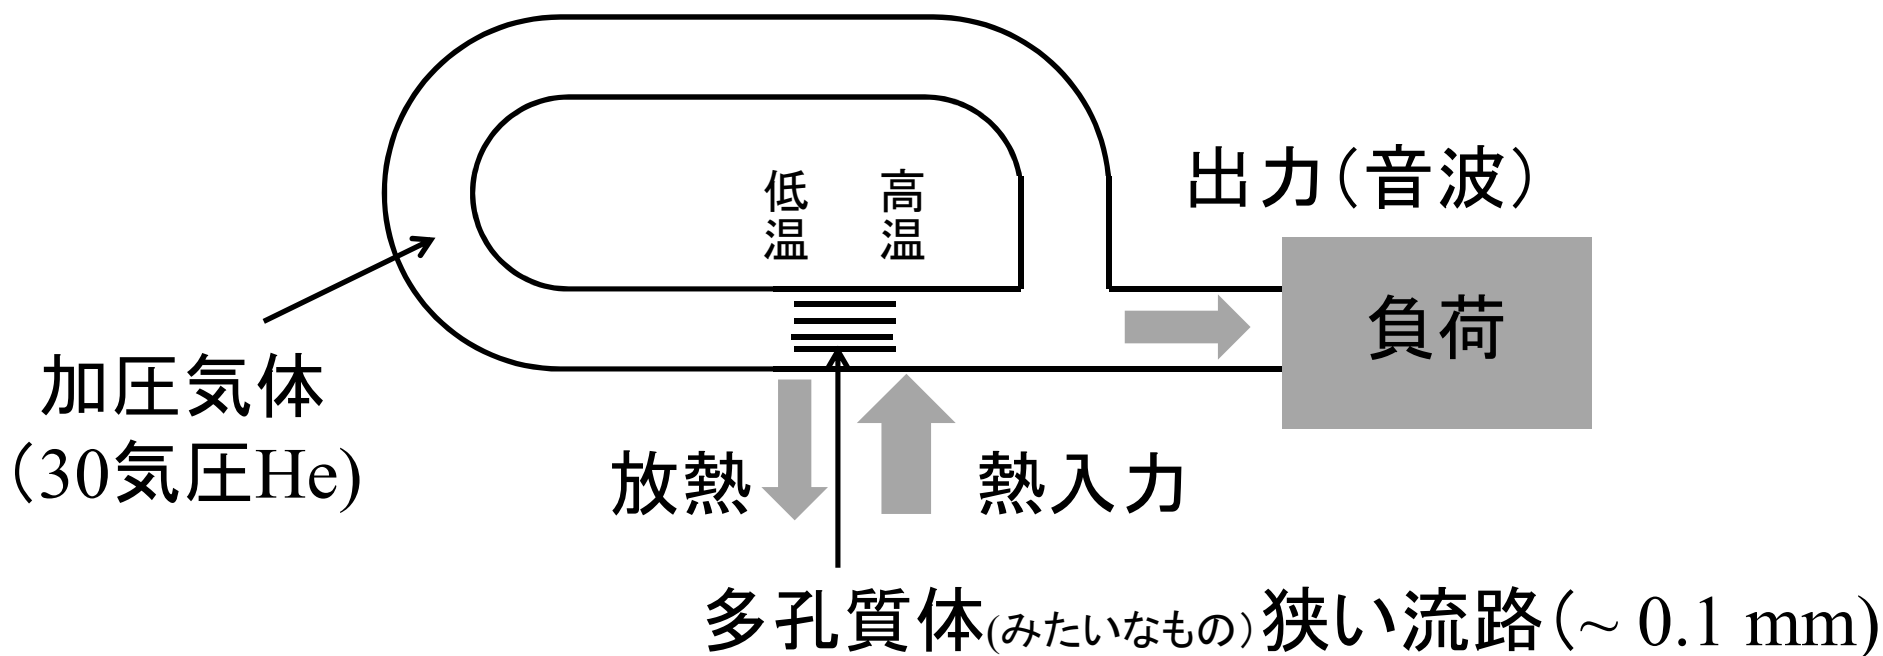 低温
高温
出力（音波）
負荷
加圧気体
（30気圧He）
放熱
熱入力
多孔質体(みたいなもの）狭い流路（~ 0.1 mm）